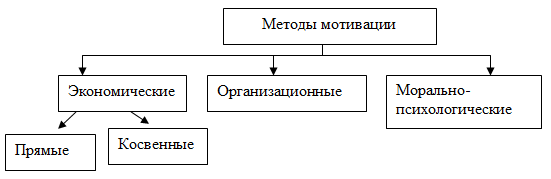 Методы мотивации
Экономические
Организационные
Морально-
психологические
Прямые
Косвенные